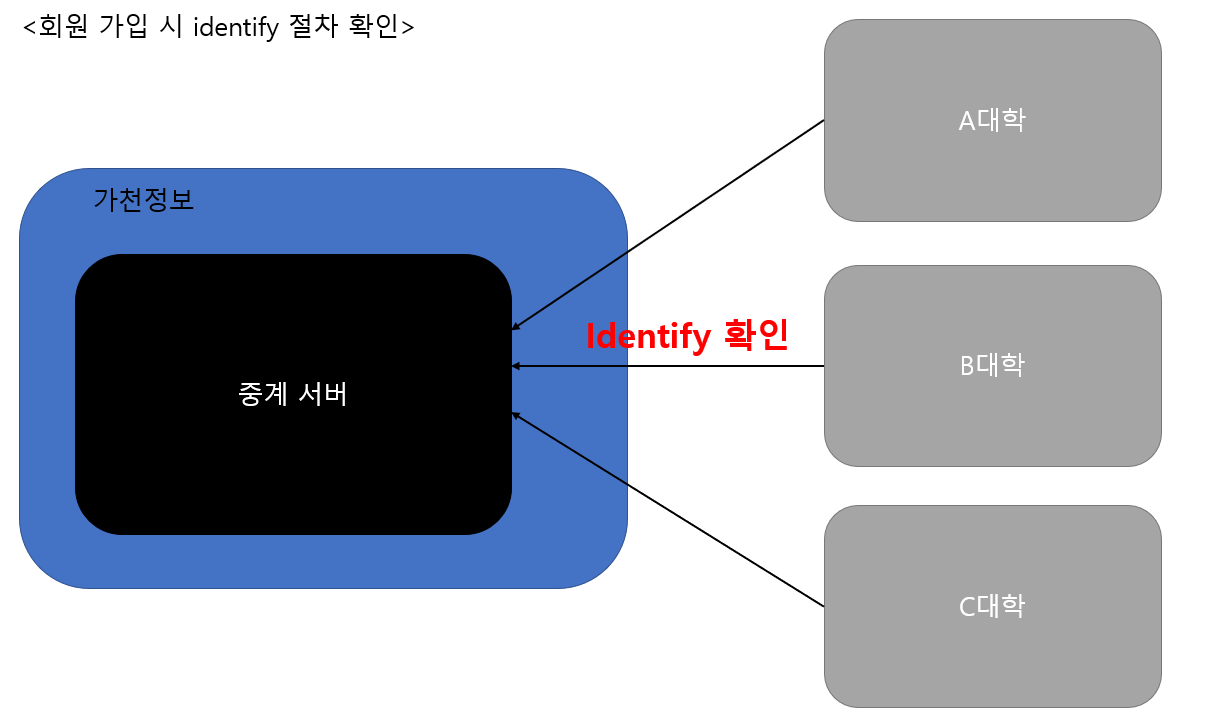 <회원 가입 시 identify 절차 확인>
A대학
가천정보
Identify 확인
B대학
중계 서버
C대학